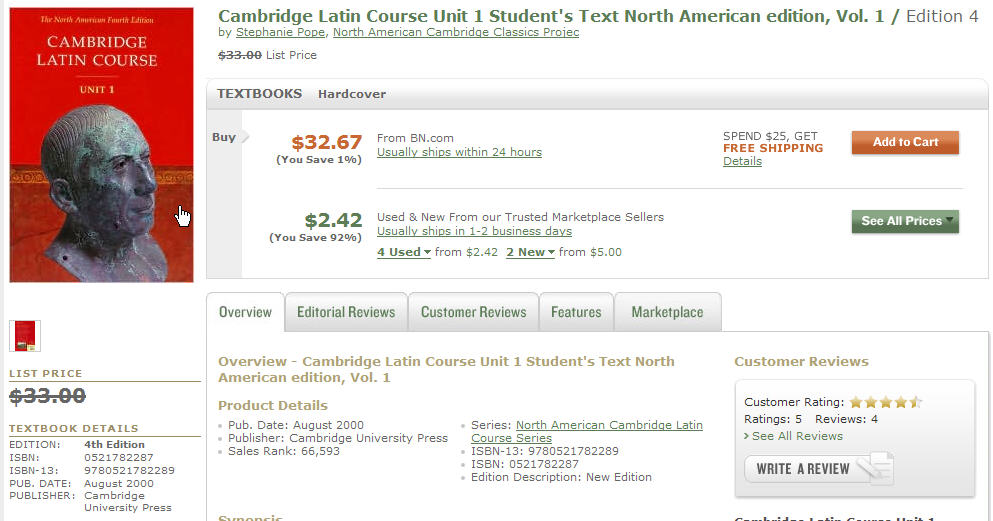 The North American Fourth Edition
CAMBRIDGE
LATIN COURSE
UNIT 1
LIST PRICE
$33.00
TEXTBOOK DETAILS
EDITION: 4th Edition
ISBN: 0521782287
ISBN-13: 9780521782289
PUB. DATE: August 2000
PUBLISHER: Cambridge
University Press
Cambridge Latin Course Unit 1 Student's Text North American edition, Vol. 1 / Edition 4
by Stephanie Pope, North American Cambridge Classics Projec
$33.00 List Price
TEXTBOOKS Hardcover
Buy
$32.67
(You Save 1%)
From BN.com
Usually ships within 24 hours
SPEND $25, GET
FREE SHIPPING
Details
Add to Cart
$2.42
(You Save 92%)
Used & New From our Trusted Marketplace Sellers
Usually ships in 1-2 business days
4 Used from $2.42 2 New from $5.00
See All Prices
Overview Editorial Reviews Customer Reviews Features Marketplace
Overview - Cambridge Latin Course Unit 1 Student's Text North
American edition, Vol. 1
Product Details
Pub. Date: August 2000
Publisher: Cambridge University Press
Sales Rank: 66,593
Series: North American Cambridge Latin
Course Series
ISBN-13: 9780521782289
ISBN: 0521782287
Edition Description: New Edition
Synopsis
Customer Reviews
Customer Rating:
Ratings: 5 Reviews: 4
See All Reviews
WRITE A REVIEW
Cambridge Latin Course Unit 1